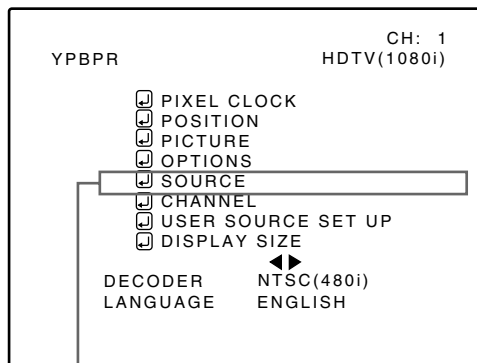 CH: 1
YPBPR HDTV(1080i)
PIXEL CLOCK
POSITION
PICTURE
OPTIONS
SOURCE
CHANNEL
USER SOURCE SET UP
DISPLAY SIZE
DECODER NTSC(480i)
LANGUAGE ENGLISH